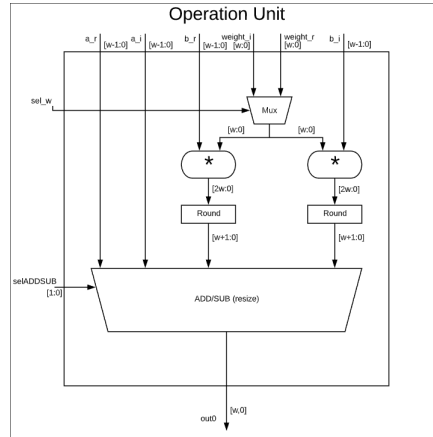 Operation Unit
a_r
a_i
b_r
weight_i
weight_r
b_i
[w-1:0]
[w-1:0]
[w-1:0]
[w:0]
[w:0]
[w-1:0]
sel_w
Mux
[w:0]
[w:0]
*
*
[2w:0]
[2w:0]
Round
Round
[w+1:0]
[w+1:0]
selADDSUB
[1:0]
ADD/SUB (resize)
[w,0]
out0